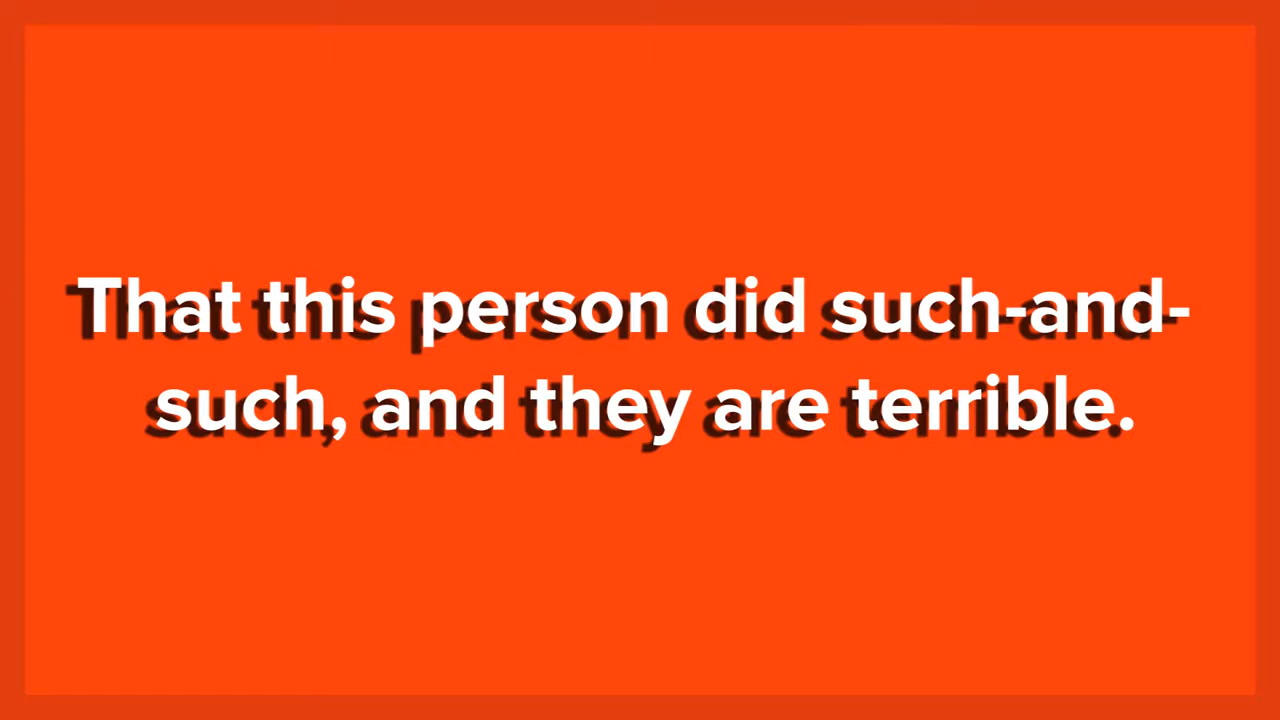 That this person did such-and-
such, and they are terrible.